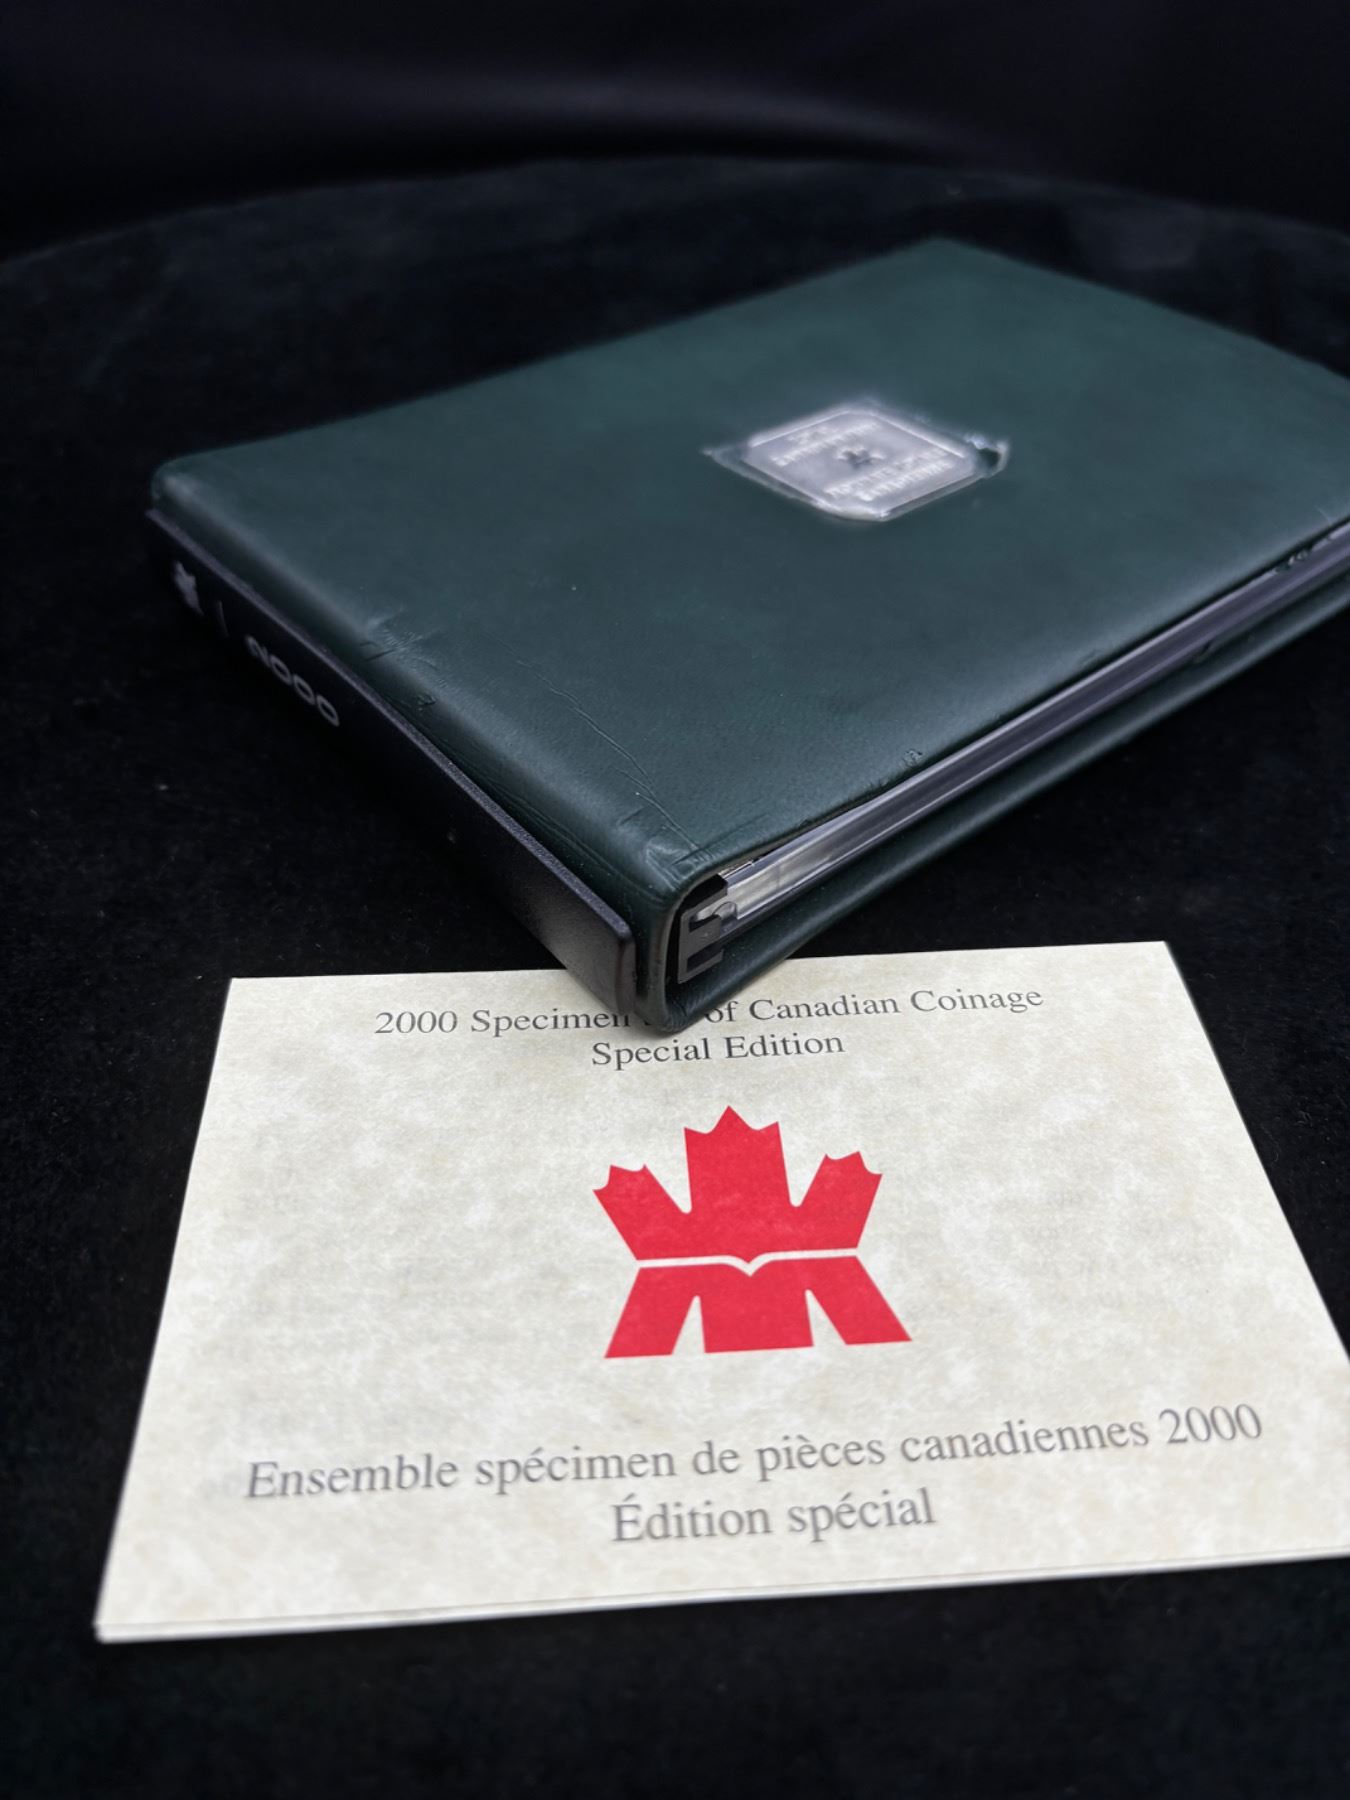 2000
2000 Specimen of Canadian Coinage
Special Edition
Ensemble spécimen de pièces canadiennes 2000
Édition spécial